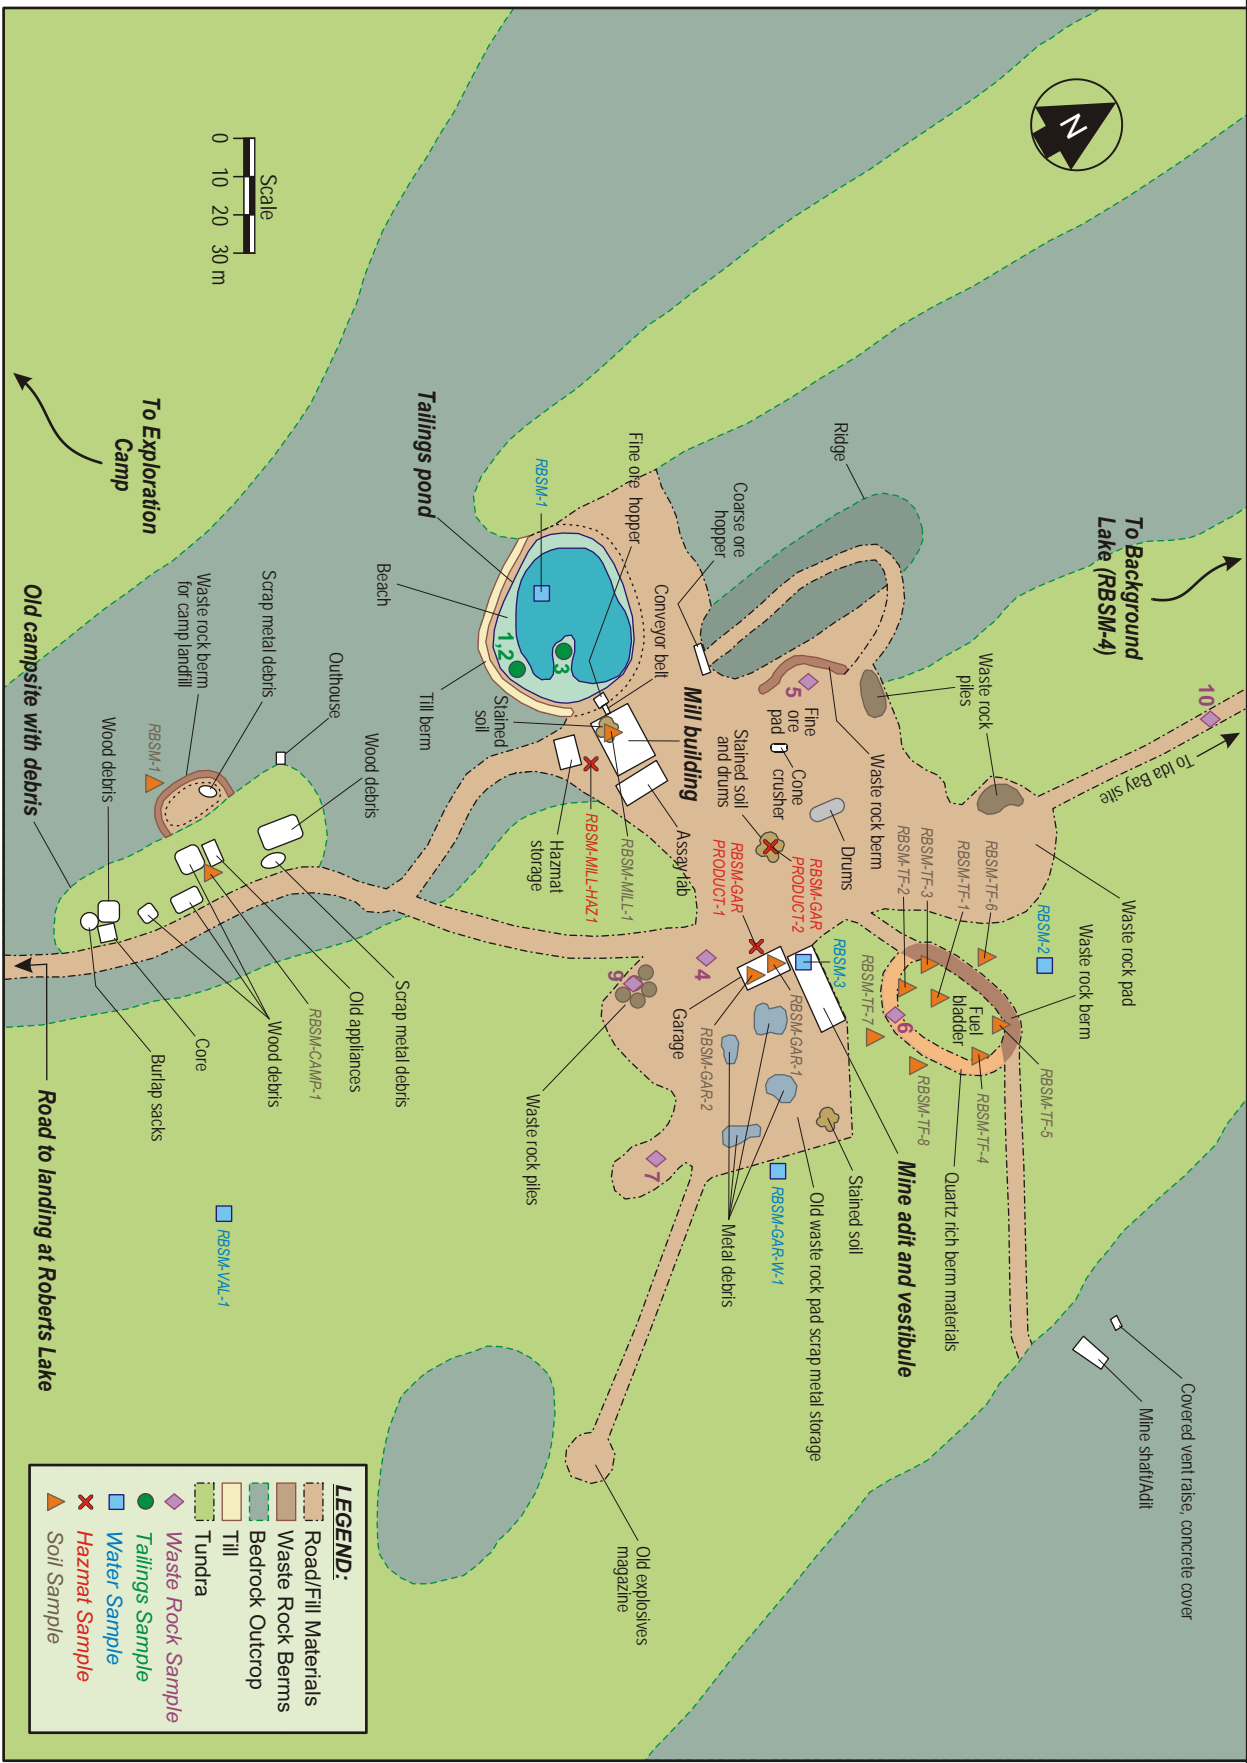 N
Scale
0 10 20 30 m
To Exploration
Camp
To Background
Lake (RBSM-4)
10
To Ida Bay site
Ridge
Coarse ore
hopper
Fine ore hopper
Conveyor belt
Tailings pond
RBSM-1
Beach
1,2
3
Till berm
Stained
soil
Mill building
Assay lab
Hazmat
storage
RBSM-MILL-1
RBSM-MILL-HAZ1
Waste rock
piles
Waste rock berm
5
Fine
ore
pad
Cone
crusher
Drums
Stained soil
and drums
RBSM-GAR
PRODUCT-2
RBSM-GAR
PRODUCT-1
Waste rock pad
Waste rock berm
RBSM-2
RBSM-TF-6
RBSM-TF-1
RBSM-TF-3
RBSM-TF-2
RBSM-TF-7
RBSM-TF-8
RBSM-TF-4
RBSM-TF-5
Fuel
bladder
6
Quartz rich berm materials
Mine adit and vestibule
RBSM-3
RBSM-GAR-1
RBSM-GAR-2
Garage
4
9
7
Waste rock piles
Metal debris
RBSM-GAR-W-1
Old waste rock pad scrap metal storage
Stained soil
Covered vent raise, concrete cover
Mine shaft/Adit
Old explosives
magazine
Outhouse
Scrap metal debris
Waste rock berm
for camp landfill
RBSM-1
Wood debris
Wood debris
Old campsite with debris
Scrap metal debris
Old appliances
RBSM-CAMP-1
Wood debris
Core
Burlap sacks
Road to landing at Roberts Lake
RBSM-VAL-1
LEGEND:
Road/Fill Materials
Waste Rock Berms
Bedrock Outcrop
Till
Tundra
Waste Rock Sample
Tailings Sample
Water Sample
Hazmat Sample
Soil Sample